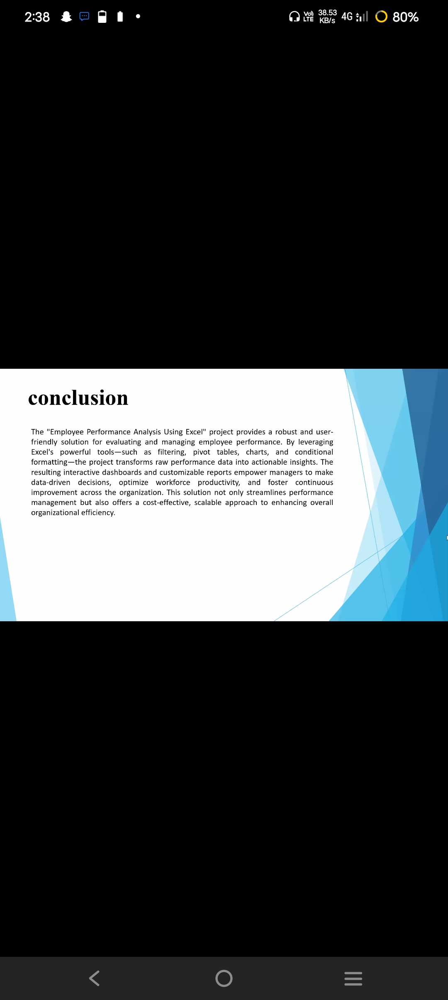 2:38
Vo))
LTE
38.53
KB/s
4G
80%
conclusion
The "Employee Performance Analysis Using Excel" project provides a robust and user-
friendly solution for evaluating and managing employee performance. By leveraging
Excel's powerful tools—such as filtering, pivot tables, charts, and conditional
formatting—the project transforms raw performance data into actionable insights. The
resulting interactive dashboards and customizable reports empower managers to make
data-driven decisions, optimize workforce productivity, and foster continuous
improvement across the organization. This solution not only streamlines performance
management but also offers a cost-effective, scalable approach to enhancing overall
organizational efficiency.